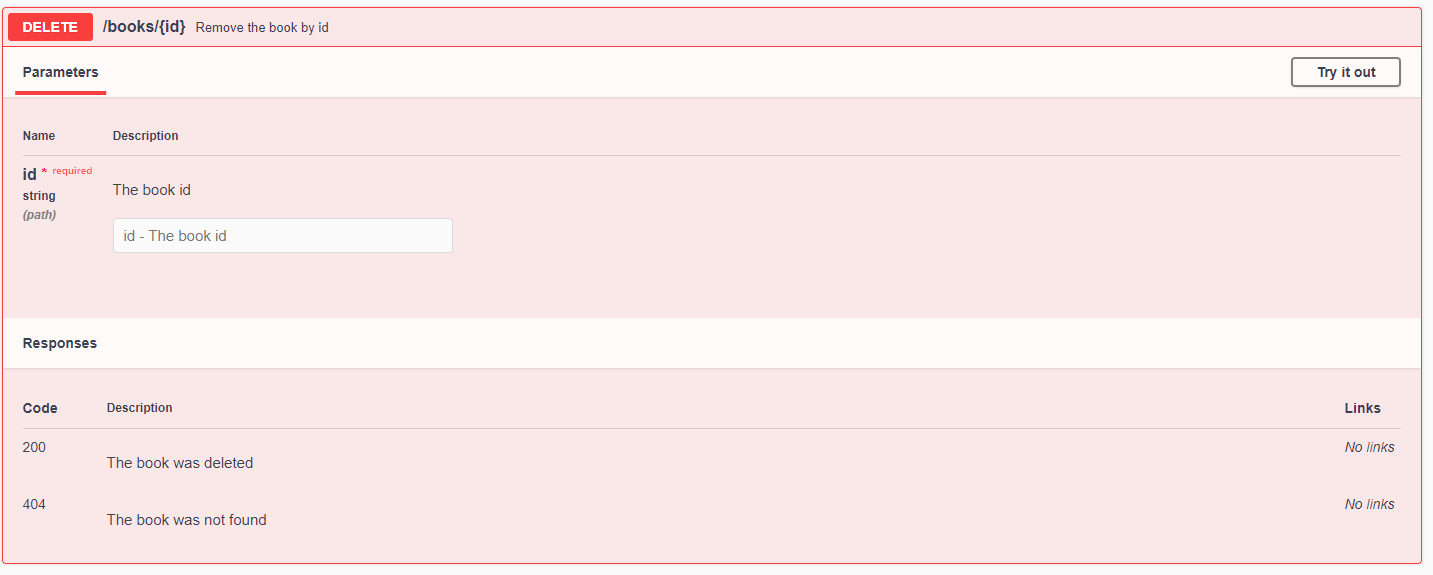 DELETE /books/{id} Remove the book by id
Parameters Try it out
Name Description
id * required
string
(path)
The book id
id - The book id
Responses
Code Description Links
200 No links
The book was deleted
404 No links
The book was not found